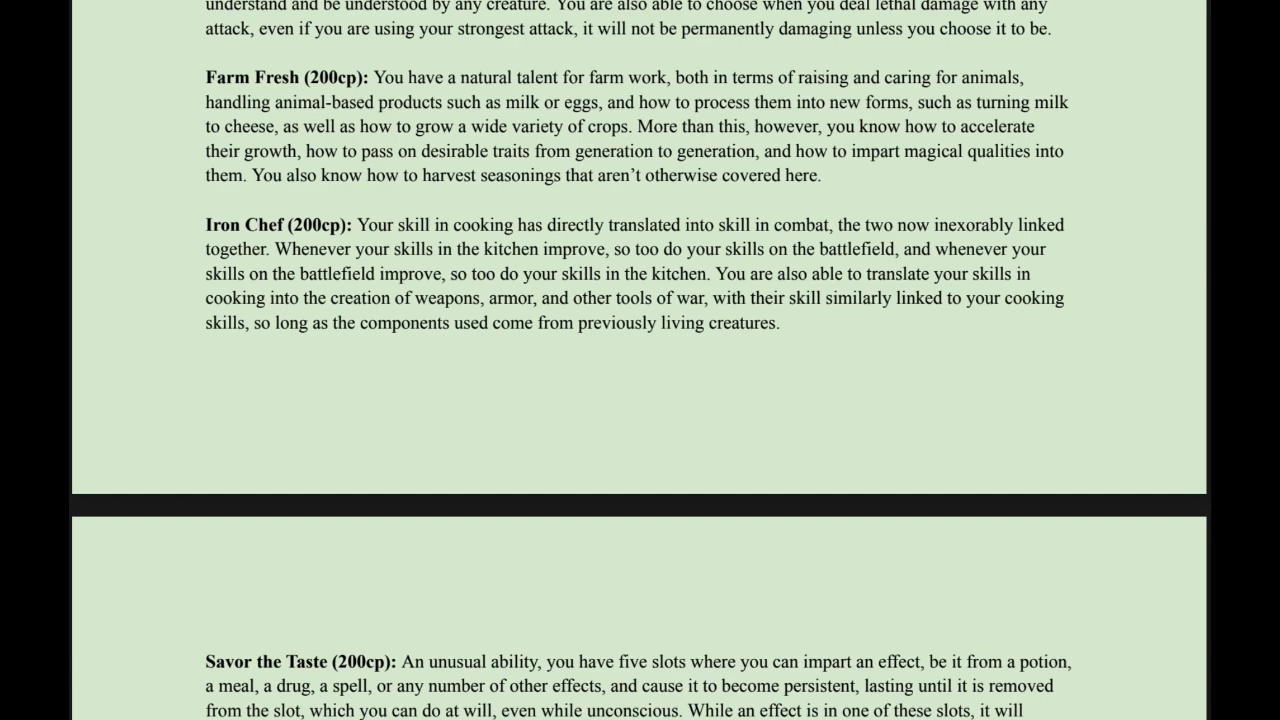 understand and be understood by any creature. You are also able to choose when you deal lethal damage with any
attack, even if you are using your strongest attack, it will not be permanently damaging unless you choose it to be.
Farm Fresh (200cp): You have a natural talent for farm work, both in terms of raising and caring for animals,
handling animal-based products such as milk or eggs, and how to process them into new forms, such as turning milk
to cheese, as well as how to grow a wide variety of crops. More than this, however, you know how to accelerate
their growth, how to pass on desirable traits from generation to generation, and how to impart magical qualities into
them. You also know how to harvest seasonings that aren’t otherwise covered here.
Iron Chef (200cp): Your skill in cooking has directly translated into skill in combat, the two now inexorably linked
together. Whenever your skills in the kitchen improve, so too do your skills on the battlefield, and whenever your
skills on the battlefield improve, so too do your skills in the kitchen. You are also able to translate your skills in
cooking into the creation of weapons, armor, and other tools of war, with their skill similarly linked to your cooking
skills, so long as the components used come from previously living creatures.
Savor the Taste (200cp): An unusual ability, you have five slots where you can impart an effect, be it from a potion,
a meal, a drug, a spell, or any number of other effects, and cause it to become persistent, lasting until it is removed
from the slot, which you can do at will, even while unconscious. While an effect is in one of these slots, it will